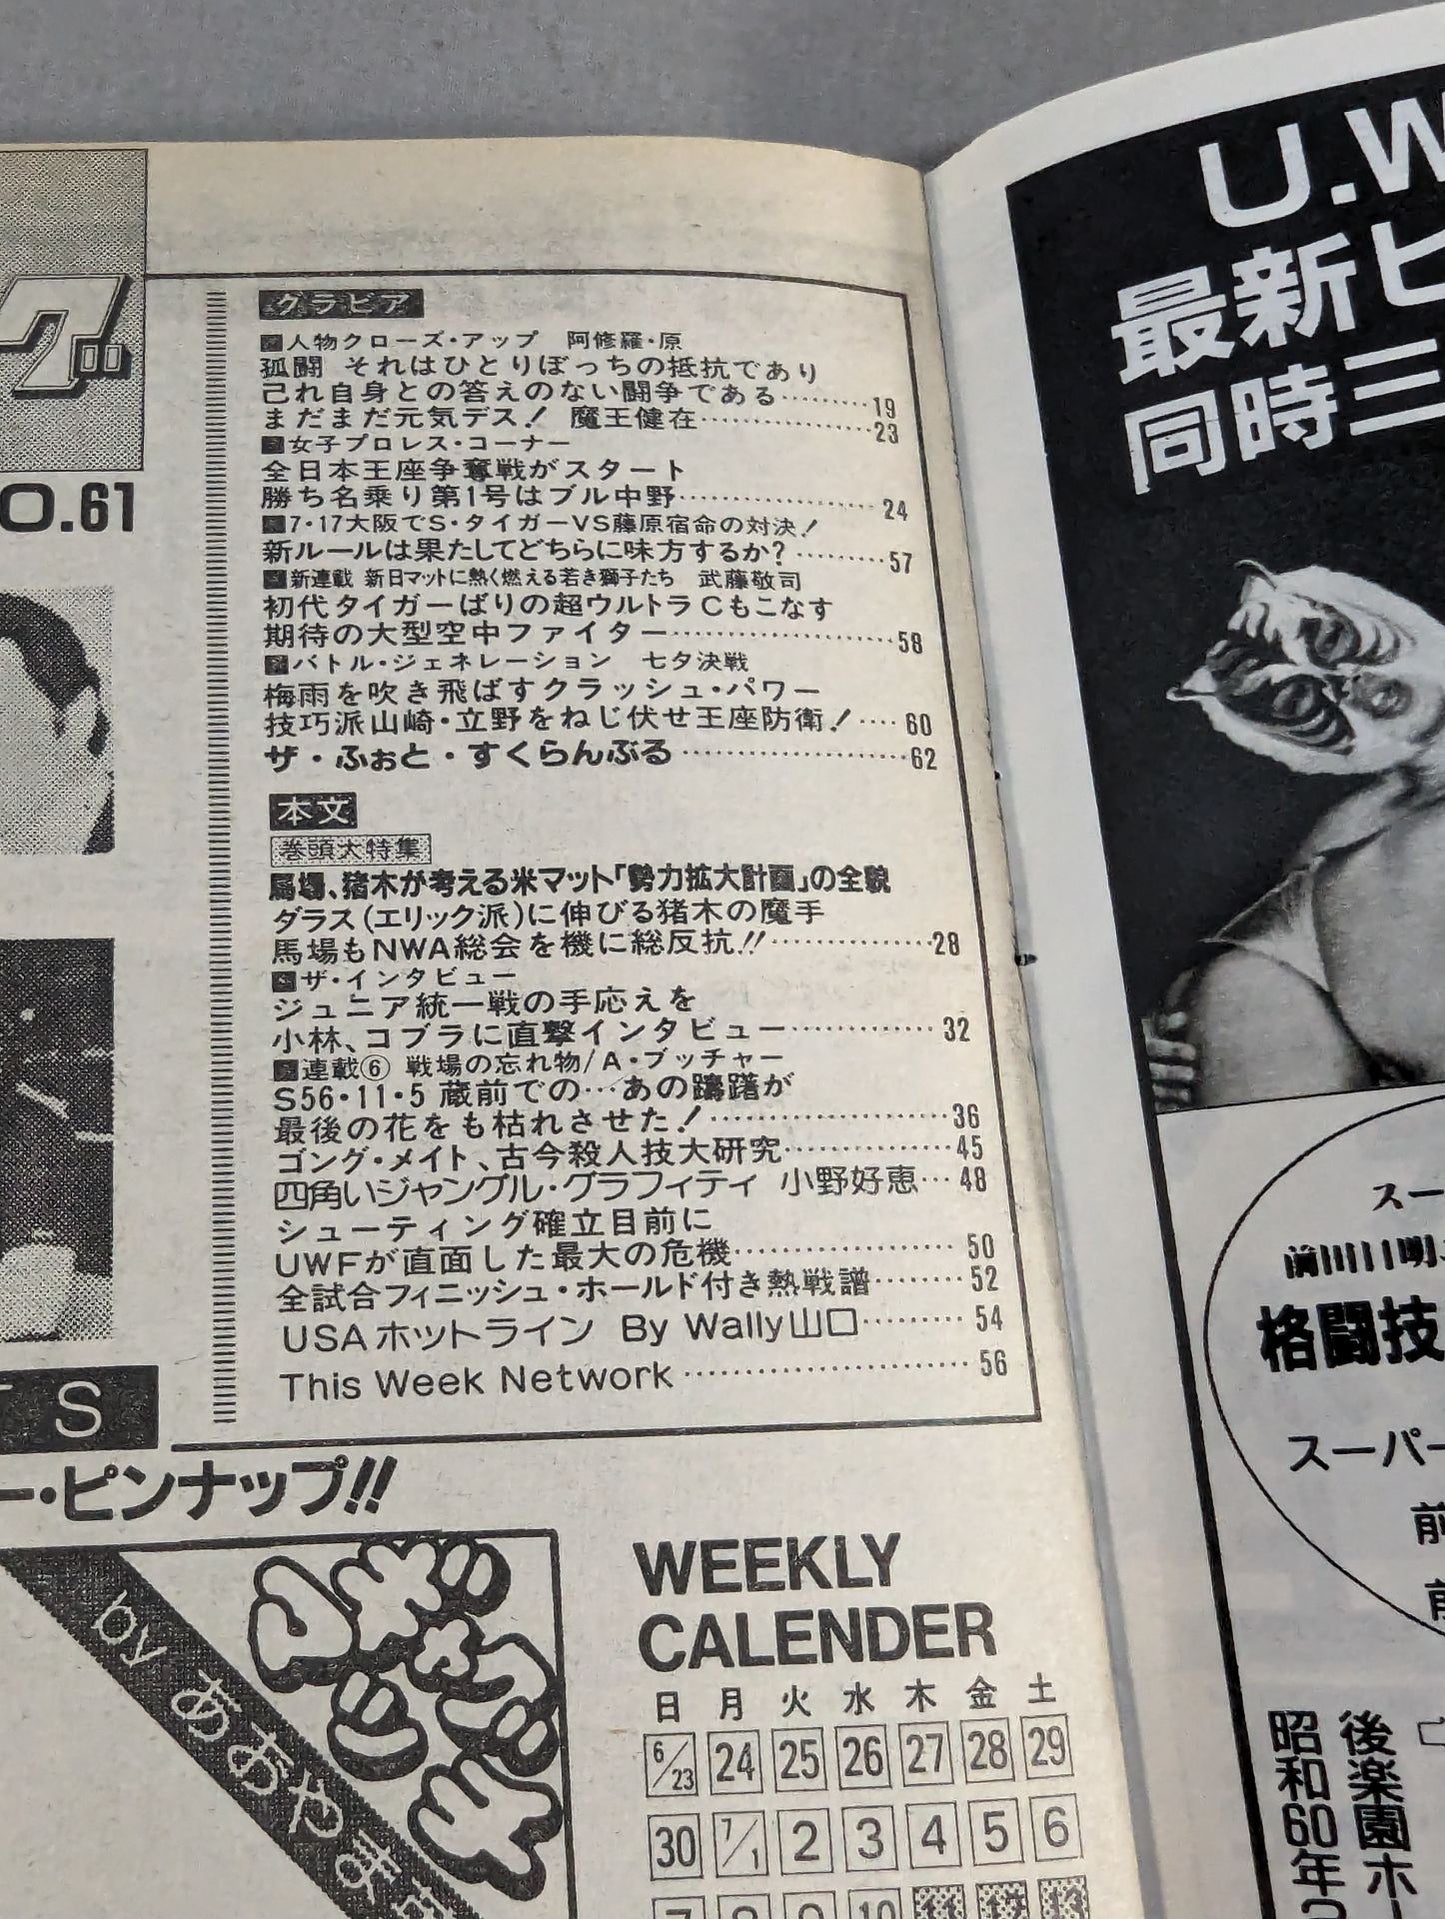 グ
NO.61
グラビア
人物クローズ・アップ 阿修羅・原
孤闘 それはひとりぼっちの抵抗であり
己れ自身との答えのない闘争である………19
まだまだ元気デス! 魔王健在………………23
女子プロレス・コーナー
全日本王座争奪戦がスタート
勝ち名乗り第1号はブル中野…………………24
7・17大阪でS・タイガーVS藤原宿命の対決!
新ルールは果たしてどちらに味方するか?………57
新連載 新日マットに熱く燃える若き獅子たち 武藤敬司
初代タイガーばりの超ウルトラCもこなす
期待の大型空中ファイター…………………58
バトル・ジェネレーション 七夕決戦
梅雨を吹き飛ばすクラッシュ・パワー
技巧派山崎・立野をねじ伏せ王座防衛!…60
ザ・ふぉと・すくらんぶる…………………62
本文
巻頭大特集
馬場、猪木が考える米マット「勢力拡大計画」の全貌
ダラス(エリック派)に伸びる猪木の魔手
馬場もNWA総会を機に総反抗!!……………28
ザ・インタビュー
ジュニア統一戦の手応えを
小林、コブラに直撃インタビュー……………32
連載⑥ 戦場の忘れ物/A・ブッチャー
S56・11・5 蔵前での…あの躊躇が
最後の花をも枯れさせた!……………………36
ゴング・メイト、古今殺人技大研究……………45
四角いジャングル・グラフィティ 小野好恵…48
シューティング確立目前に
UWFが直面した最大の危機…………………50
全試合フィニッシュ・ホールド付き熱戦譜………52
USAホットライン By Wally山口………54
This Week Network………………………56
TS
ー・ピンナップ!!
by ああやま
WEEKLY
CALENDER
日 月 火 水 木 金 土
6/23 24 25 26 27 28 29
30 7/1 2 3 4 5 6
7 8 9 10 11 12 13
U.W
最新ビ
同時三
スー
前田日明
格闘技
スーパー
前
後楽園ホー
昭和60年